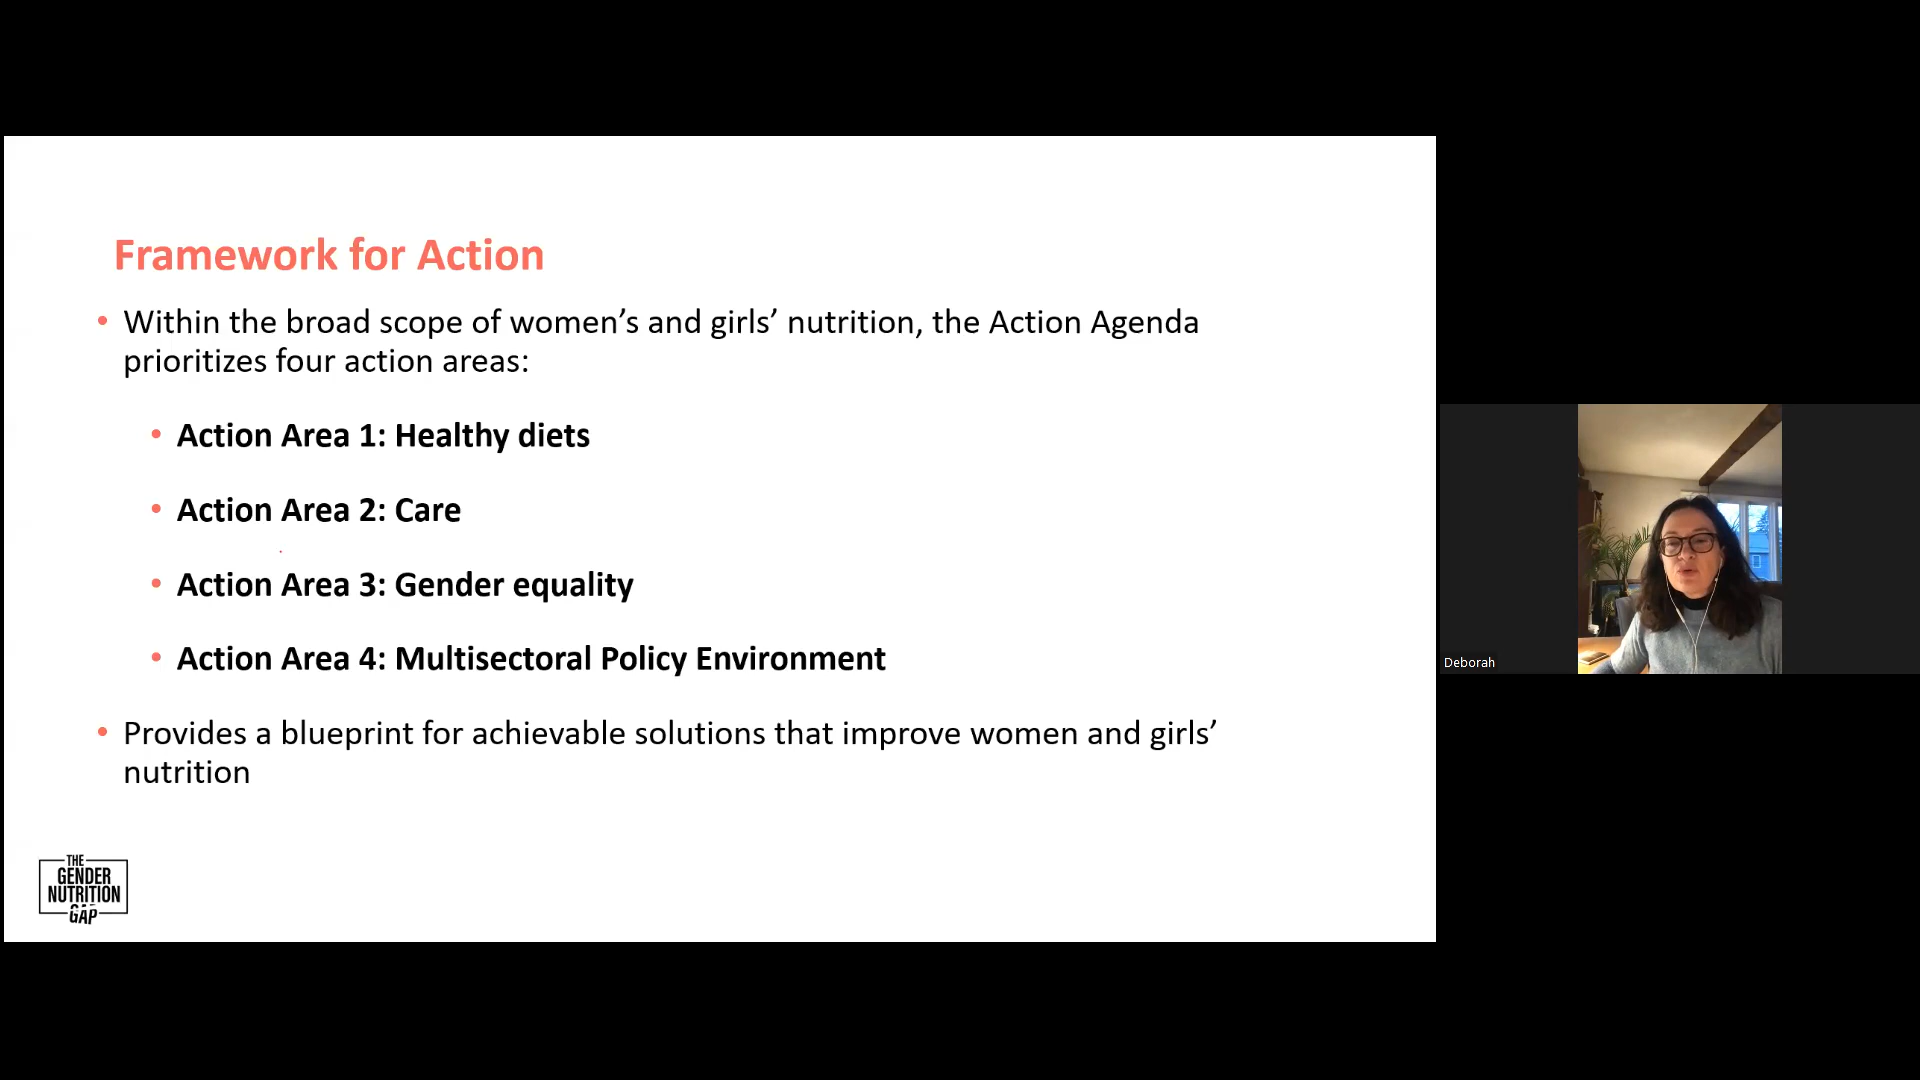 Framework for Action
• Within the broad scope of women’s and girls’ nutrition, the Action Agenda
prioritizes four action areas:
• Action Area 1: Healthy diets
• Action Area 2: Care
• Action Area 3: Gender equality
• Action Area 4: Multisectoral Policy Environment
• Provides a blueprint for achievable solutions that improve women and girls’
nutrition
THE
GENDER
NUTRITION
GAP
Deborah